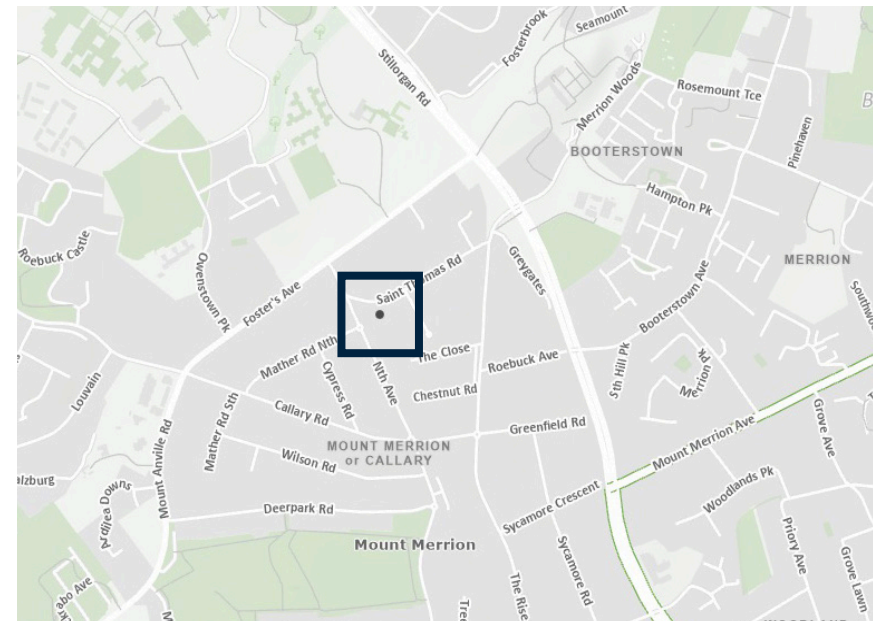 Seamount
Fosterbrook
Stillorgan Rd
Merrion Woods
Rosemount Tce
Pinehaven
BOOTERSTOWN
Hampton Pk
Roebuck Castle
Owenstown Pk
Greygates
MERRION
Saint Thomas Rd
Foster's Ave
Booterstown Ave
Mather Rd Nth
The Close
Roebuck Ave
Nth Ave
Cypress Rd
Chestnut Rd
Sth Hill Pk
Merrion Pk
Louvain
Callary Rd
Mather Rd Sth
Greenfield Rd
Grove Ave
MOUNT MERRION
or CALLARY
Mount Merrion Ave
Wilson Rd
Mount Anville Rd
alzburg
Ardilea Downs
Woodlands Pk
Sycamore Crescent
Deerpark Rd
Priory Ave
Mount Merrion
Sycamore Rd
Grove Lawn
The Rise
Tree